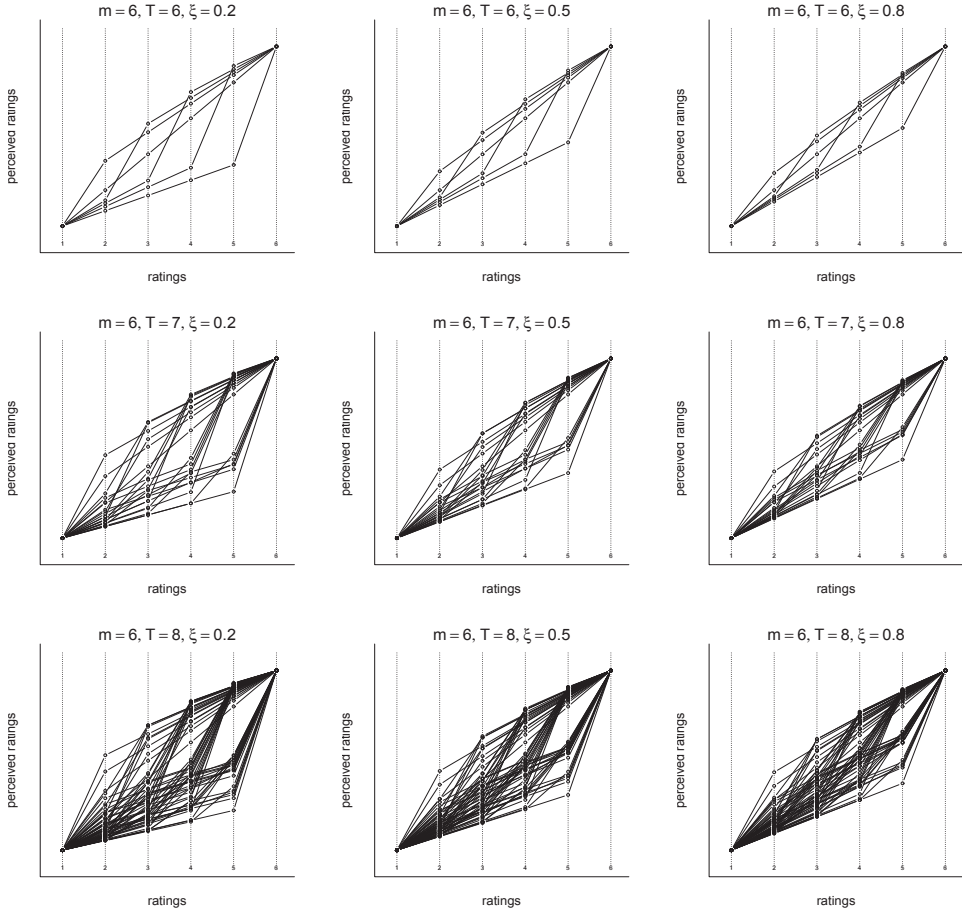 m = 6, T = 6, ξ = 0.2
perceived ratings
1 2 3 4 5 6
ratings
m = 6, T = 6, ξ = 0.5
perceived ratings
1 2 3 4 5 6
ratings
m = 6, T = 6, ξ = 0.8
perceived ratings
1 2 3 4 5 6
ratings
m = 6, T = 7, ξ = 0.2
perceived ratings
1 2 3 4 5 6
ratings
m = 6, T = 7, ξ = 0.5
perceived ratings
1 2 3 4 5 6
ratings
m = 6, T = 7, ξ = 0.8
perceived ratings
1 2 3 4 5 6
ratings
m = 6, T = 8, ξ = 0.2
perceived ratings
1 2 3 4 5 6
ratings
m = 6, T = 8, ξ = 0.5
perceived ratings
1 2 3 4 5 6
ratings
m = 6, T = 8, ξ = 0.8
perceived ratings
1 2 3 4 5 6
ratings